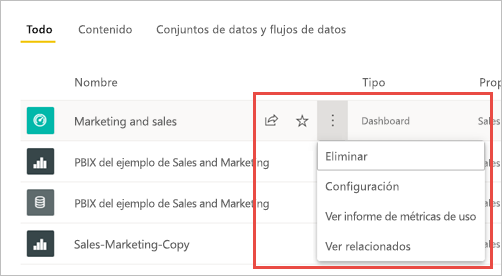 Todo Contenido Conjuntos de datos y flujos de datos
Nombre Tipo Prop
Marketing and sales Dashboard Sales
Eliminar
PBIX del ejemplo de Sales and Marketing
Configuración
PBIX del ejemplo de Sales and Marketing
Ver informe de métricas de uso
Sales-Marketing-Copy
Ver relacionados